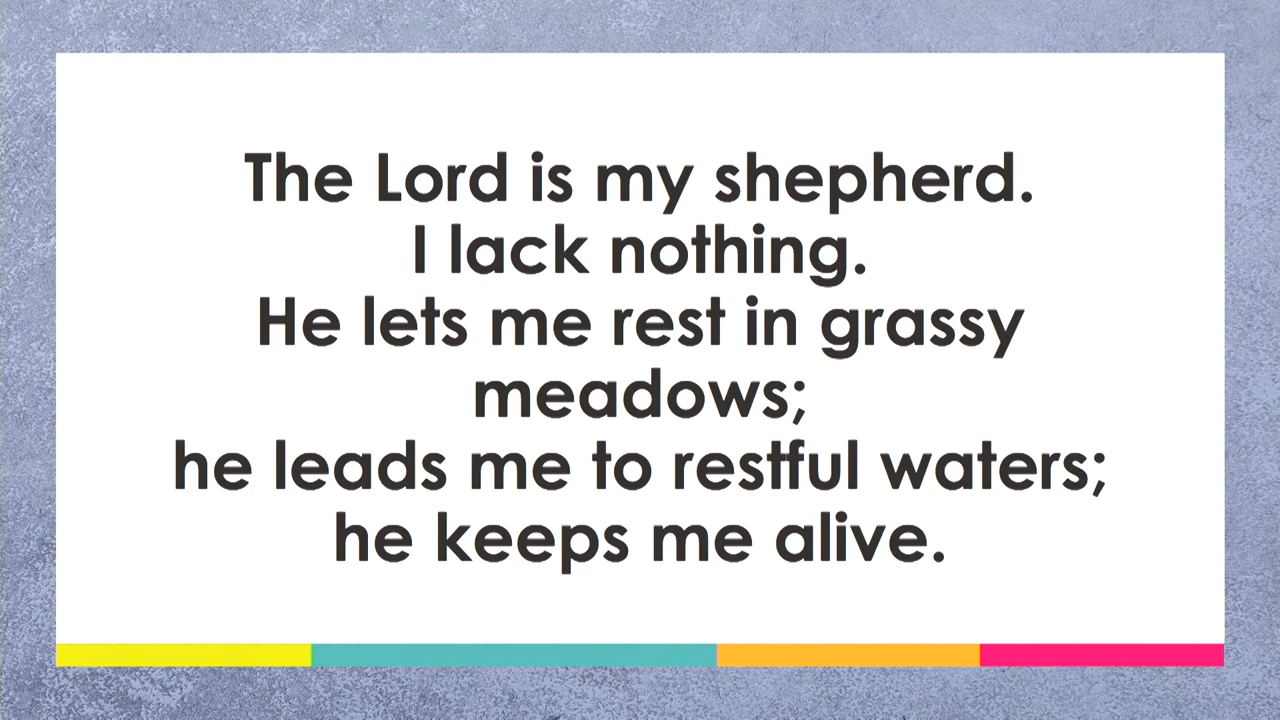 The Lord is my shepherd.
I lack nothing.
He lets me rest in grassy
meadows;
he leads me to restful waters;
he keeps me alive.